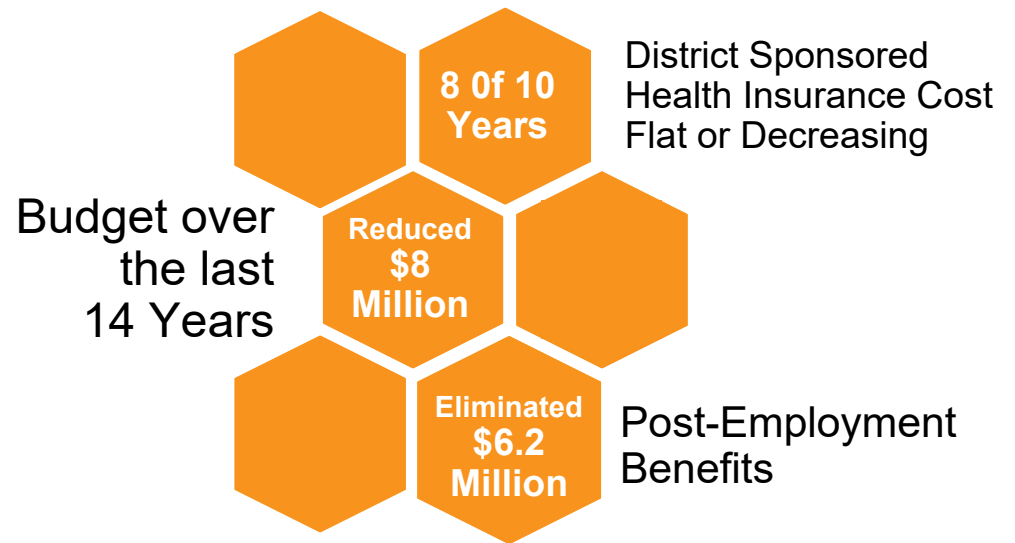 8 0f 10
Years
District Sponsored
Health Insurance Cost
Flat or Decreasing
Budget over
the last
14 Years
Reduced
$8
Million
Eliminated
$6.2
Million
Post-Employment
Benefits